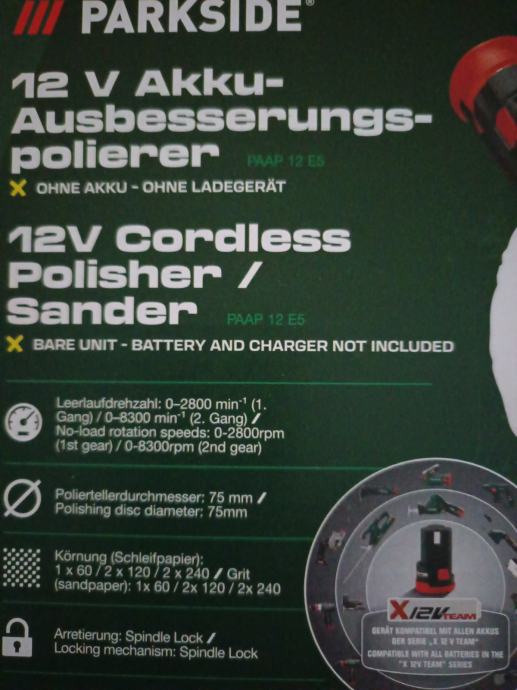 PARKSIDE®
12 V Akku-
Ausbesserungs-
polierer PAAP 12 E5
OHNE AKKU - OHNE LADEGERÄT
12V Cordless
Polisher /
Sander PAAP 12 E5
BARE UNIT - BATTERY AND CHARGER NOT INCLUDED
Leerlaufdrehzahl: 0–2800 min⁻¹ (1.
Gang) / 0–8300 min⁻¹ (2. Gang) /
No-load rotation speeds: 0-2800rpm
(1st gear) / 0-8300rpm (2nd gear)
Poliertellerdurchmesser: 75 mm /
Polishing disc diameter: 75mm
Körnung (Schleifpapier):
1 x 60 / 2 x 120 / 2 x 240 / Grit
(sandpaper): 1x 60 / 2x 120 / 2x 240
Arretierung: Spindle Lock /
Locking mechanism: Spindle Lock
X12V TEAM
GERÄT KOMPATIBEL MIT ALLEN AKKUS
DER SERIE „X 12 V TEAM"
COMPATIBLE WITH ALL BATTERIES IN THE
"X 12V TEAM" SERIES